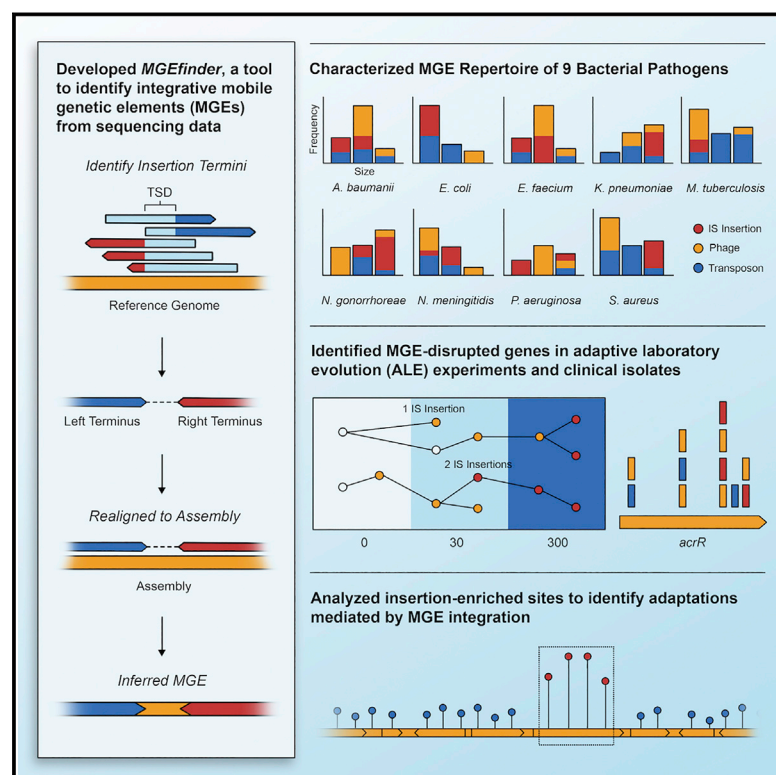 Developed MGEfinder, a tool
to identify integrative mobile
genetic elements (MGEs)
from sequencing data
Identify Insertion Termini
TSD
Reference Genome
Left Terminus
Right Terminus
Realigned to Assembly
Assembly
Inferred MGE
Characterized MGE Repertoire of 9 Bacterial Pathogens
Frequency
Size
A. baumanii
E. coli
E. faecium
K. pneumoniae
M. tuberculosis
N. gonorrhoeae
N. meningitidis
P. aeruginosa
S. aureus
IS Insertion
Phage
Transposon
Identified MGE-disrupted genes in adaptive laboratory
evolution (ALE) experiments and clinical isolates
1 IS Insertion
2 IS Insertions
0
30
300
acrR
Analyzed insertion-enriched sites to identify adaptations
mediated by MGE integration